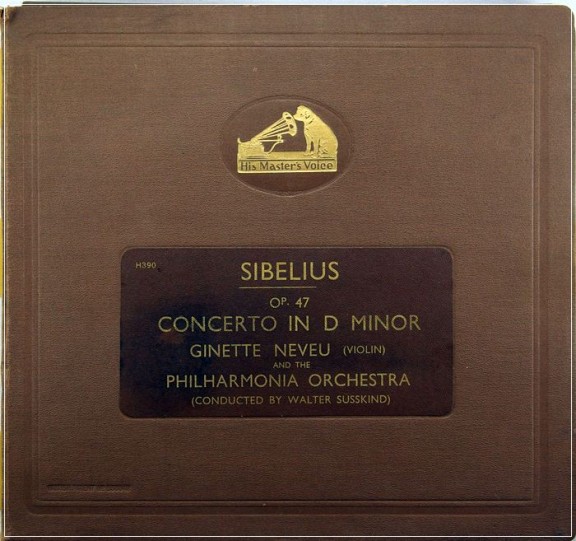 His Master's Voice
H390
SIBELIUS
OP. 47
CONCERTO IN D MINOR
GINETTE NEVEU (VIOLIN)
AND THE
PHILHARMONIA ORCHESTRA
(CONDUCTED BY WALTER SUSSKIND)